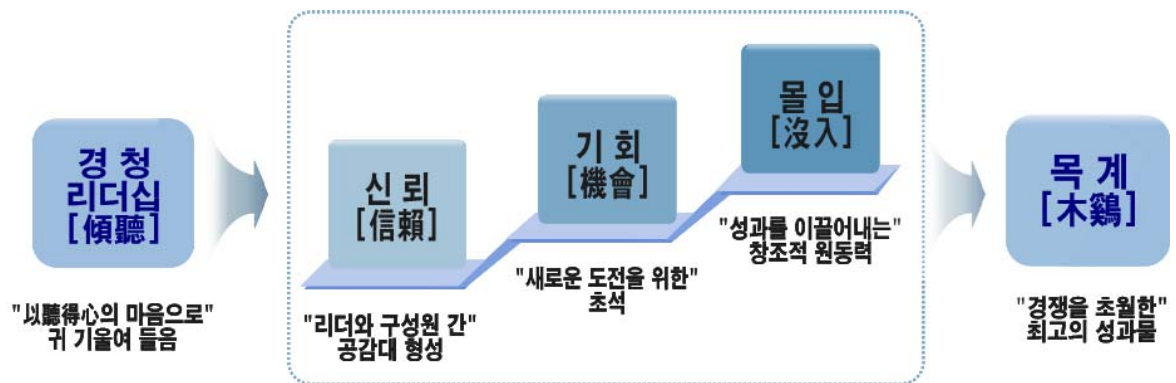 경 청
리더십
[傾聽]
"以聽得心의 마음으로"
귀 기울여 들음
신 뢰
[信賴]
"리더와 구성원 간"
공감대 형성
기 회
[機會]
"새로운 도전을 위한"
초석
몰 입
[沒入]
"성과를 이끌어내는"
창조적 원동력
목 계
[木鷄]
"경쟁을 초월한"
최고의 성과물